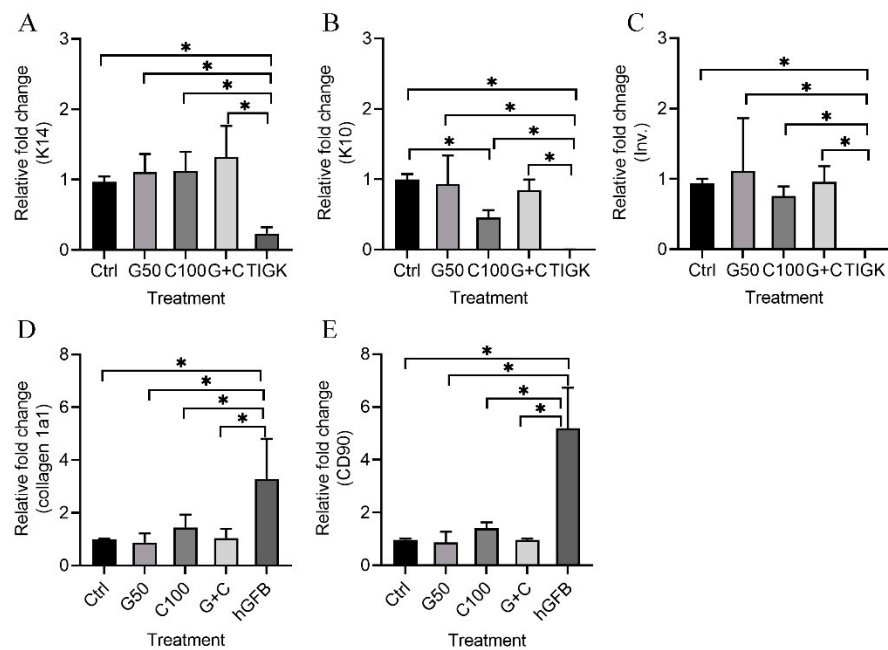 A
Relative fold change
(K14)
3
2
1
0
*
*
*
*
Ctrl G50 C100 G+C TIGK
Treatment
B
Relative fold change
(K10)
3
2
1
0
*
*
*
*
*
Ctrl G50 C100 G+C TIGK
Treatment
C
Relative fold chnage
(Inv.)
3
2
1
0
*
*
*
*
Ctrl G50 C100 G+C TIGK
Treatment
D
Relative fold change
(collagen 1a1)
8
6
4
2
0
*
*
*
*
Ctrl G50 C100 G+C hGFB
Treatment
E
Relative fold change
(CD90)
8
6
4
2
0
*
*
*
*
Ctrl G50 C100 G+C hGFB
Treatment